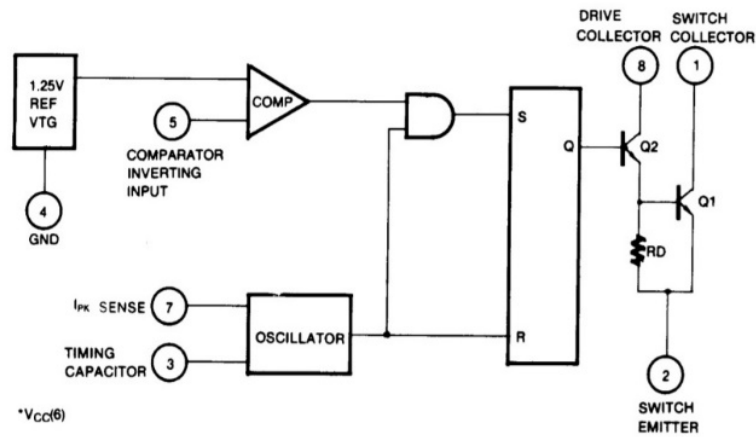 DRIVE
COLLECTOR
SWITCH
COLLECTOR
8
1
1.25V
REF
VTG
COMP
5
COMPARATOR
INVERTING
INPUT
4
GND
S
Q
Q2
Q1
RD
IPK SENSE
7
OSCILLATOR
R
TIMING
CAPACITOR
3
2
SWITCH
EMITTER
*VCC(6)